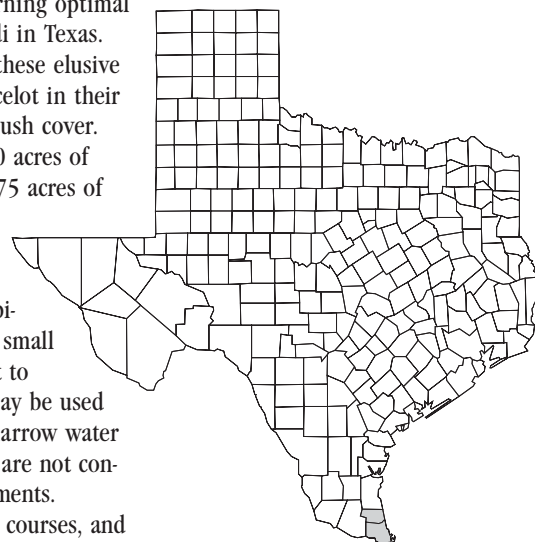 rning optimal
di in Texas.
these elusive
celot in their
ush cover.
0 acres of
75 acres of
pi-
small
t to
ay be used
arrow water
are not con-
ments.
courses, and